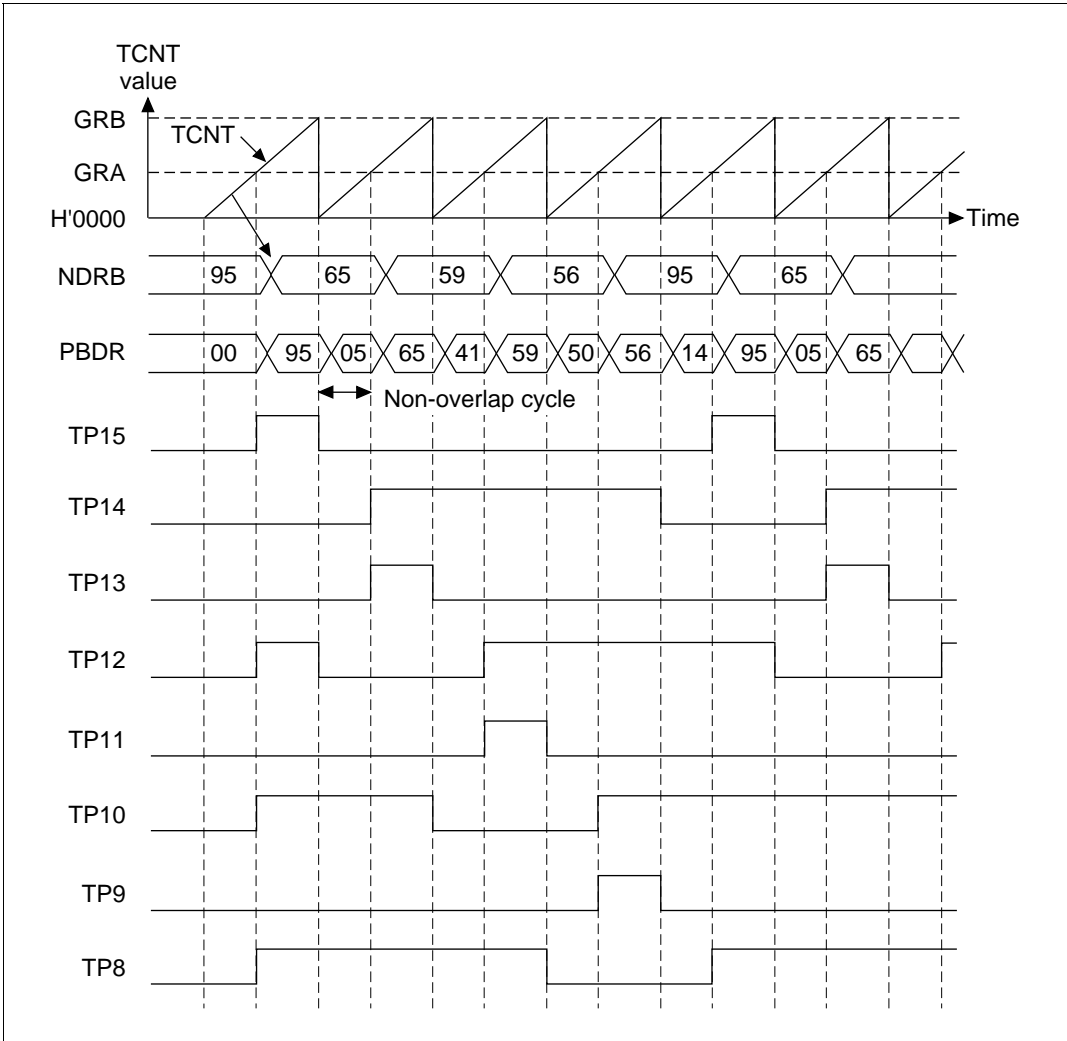 TCNT
value
GRB
TCNT
GRA
H'0000
Time
NDRB 95 65 59 56 95 65
PBDR 00 95 05 65 41 59 50 56 14 95 05 65
Non-overlap cycle
TP15
TP14
TP13
TP12
TP11
TP10
TP9
TP8